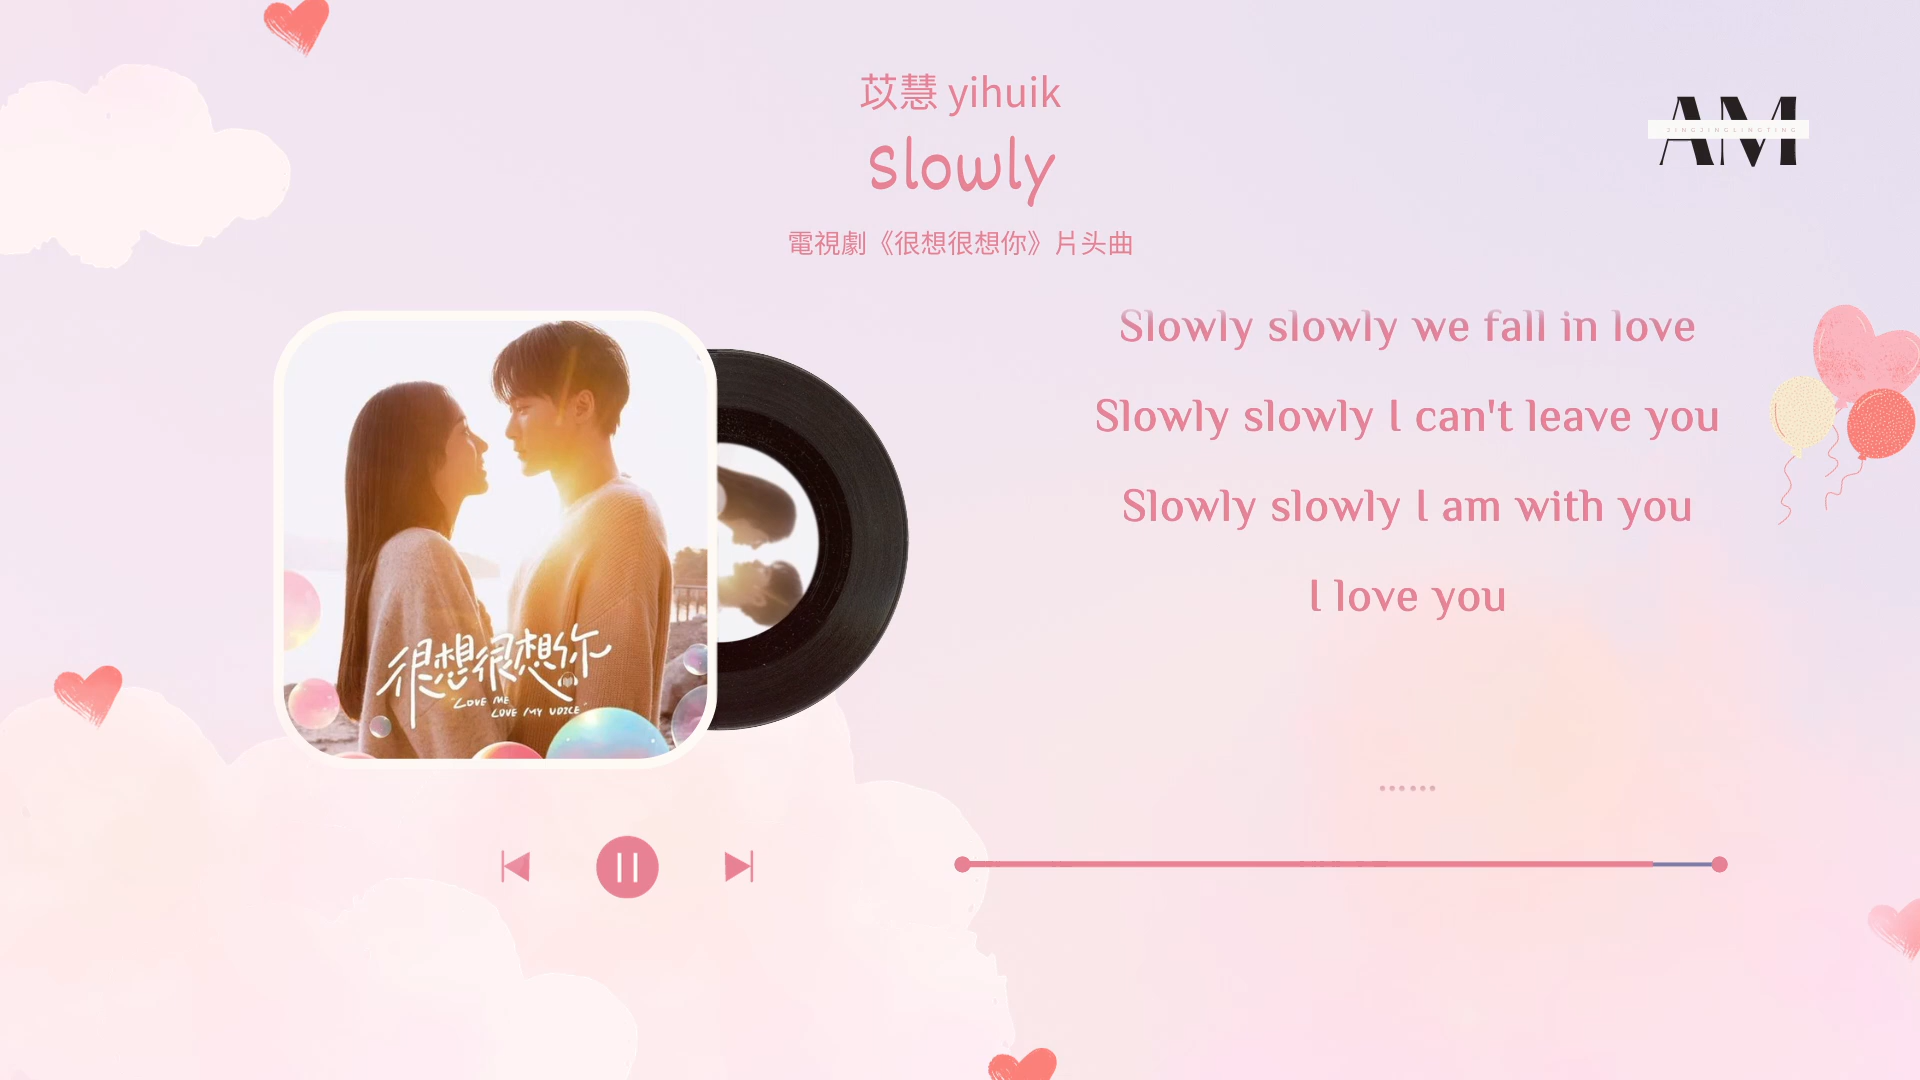 苡慧 yihuik
Slowly
電視劇《很想很想你》片头曲
AM
JINGJINGLINGTING
Slowly slowly we fall in love
Slowly slowly I can't leave you
Slowly slowly I am with you
I love you
......
很想很想你
"LOVE ME
LOVE MY VOICE"